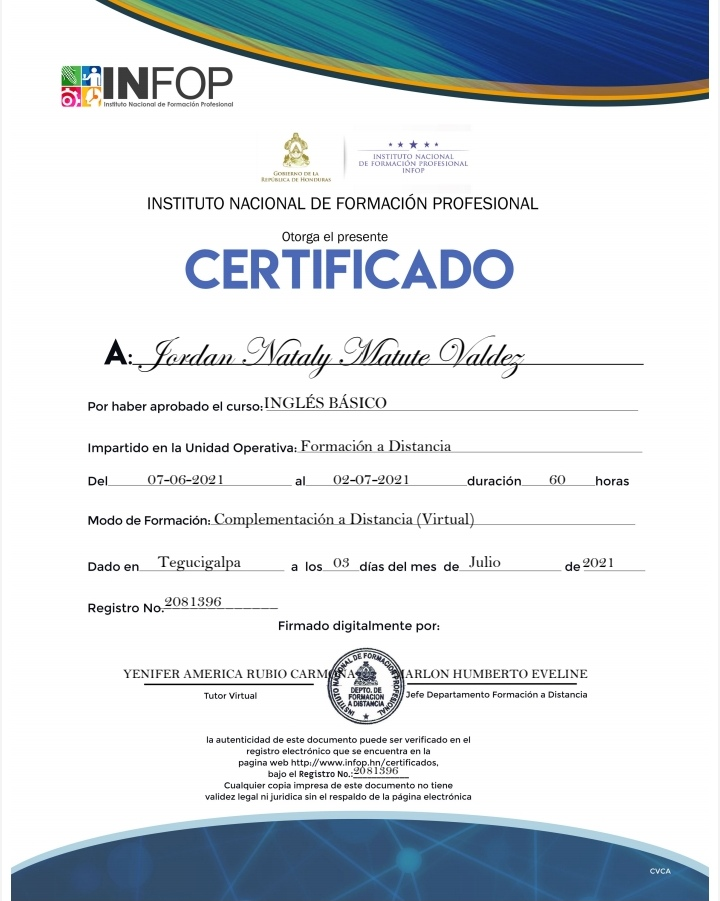 INFOP
Instituto Nacional de Formación Profesional
GOBIERNO DE LA
REPÚBLICA DE HONDURAS
INSTITUTO NACIONAL
DE FORMACIÓN PROFESIONAL
INFOP
INSTITUTO NACIONAL DE FORMACIÓN PROFESIONAL
Otorga el presente
CERTIFICADO
A: Jordan Nataly Matute Valdez
Por haber aprobado el curso: INGLÉS BÁSICO
Impartido en la Unidad Operativa: Formación a Distancia
Del 07-06-2021 al 02-07-2021 duración 60 horas
Modo de Formación: Complementación a Distancia (Virtual)
Dado en Tegucigalpa a los 03 días del mes de Julio de 2021
Registro No. 2081396
Firmado digitalmente por:
YENIFER AMERICA RUBIO CARMONA MARLON HUMBERTO EVELINE
Tutor Virtual Jefe Departamento Formación a Distancia
INSTITUTO NACIONAL DE FORMACION PROFESIONAL
DEPTO. DE
FORMACION
A DISTANCIA
la autenticidad de este documento puede ser verificado en el
registro electrónico que se encuentra en la
pagina web http://www.infop.hn/certificados,
bajo el Registro No.: 2081396
Cualquier copia impresa de este documento no tiene
validez legal ni juridica sin el respaldo de la página electrónica
CVCA